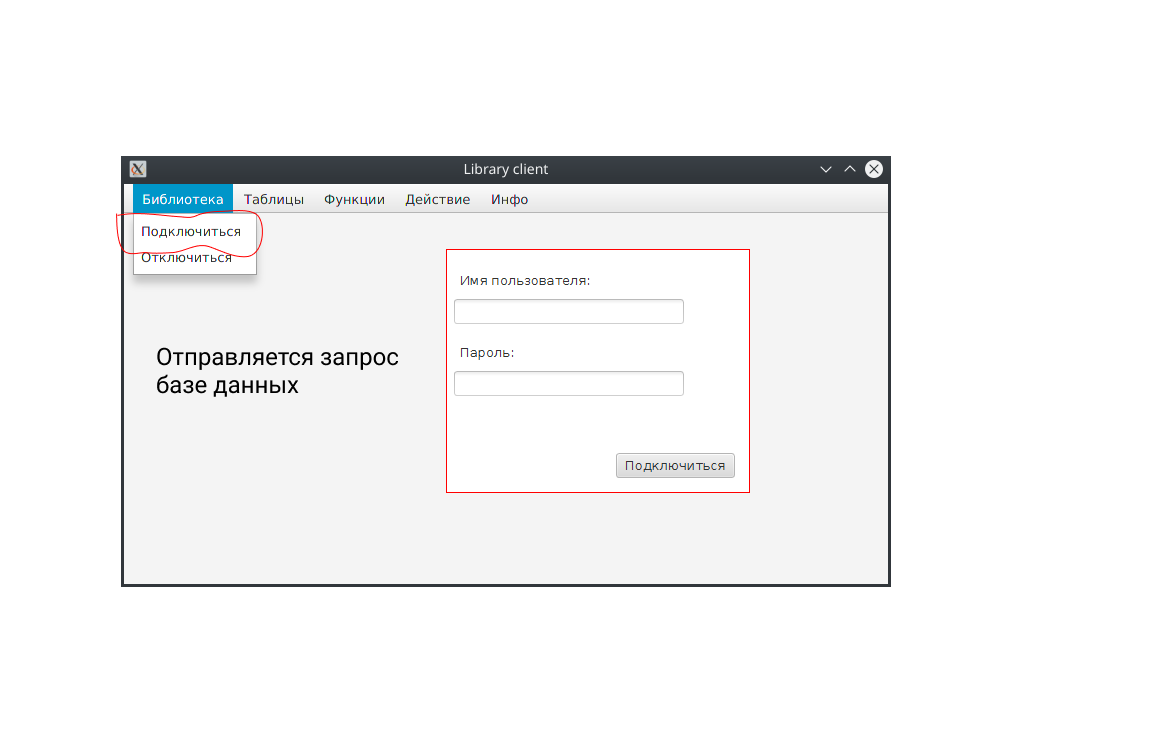 Library client
Библиотека Таблицы Функции Действие Инфо
Подключиться
Отключиться
Имя пользователя:
Пароль:
Отправляется запрос
базе данных
Подключиться